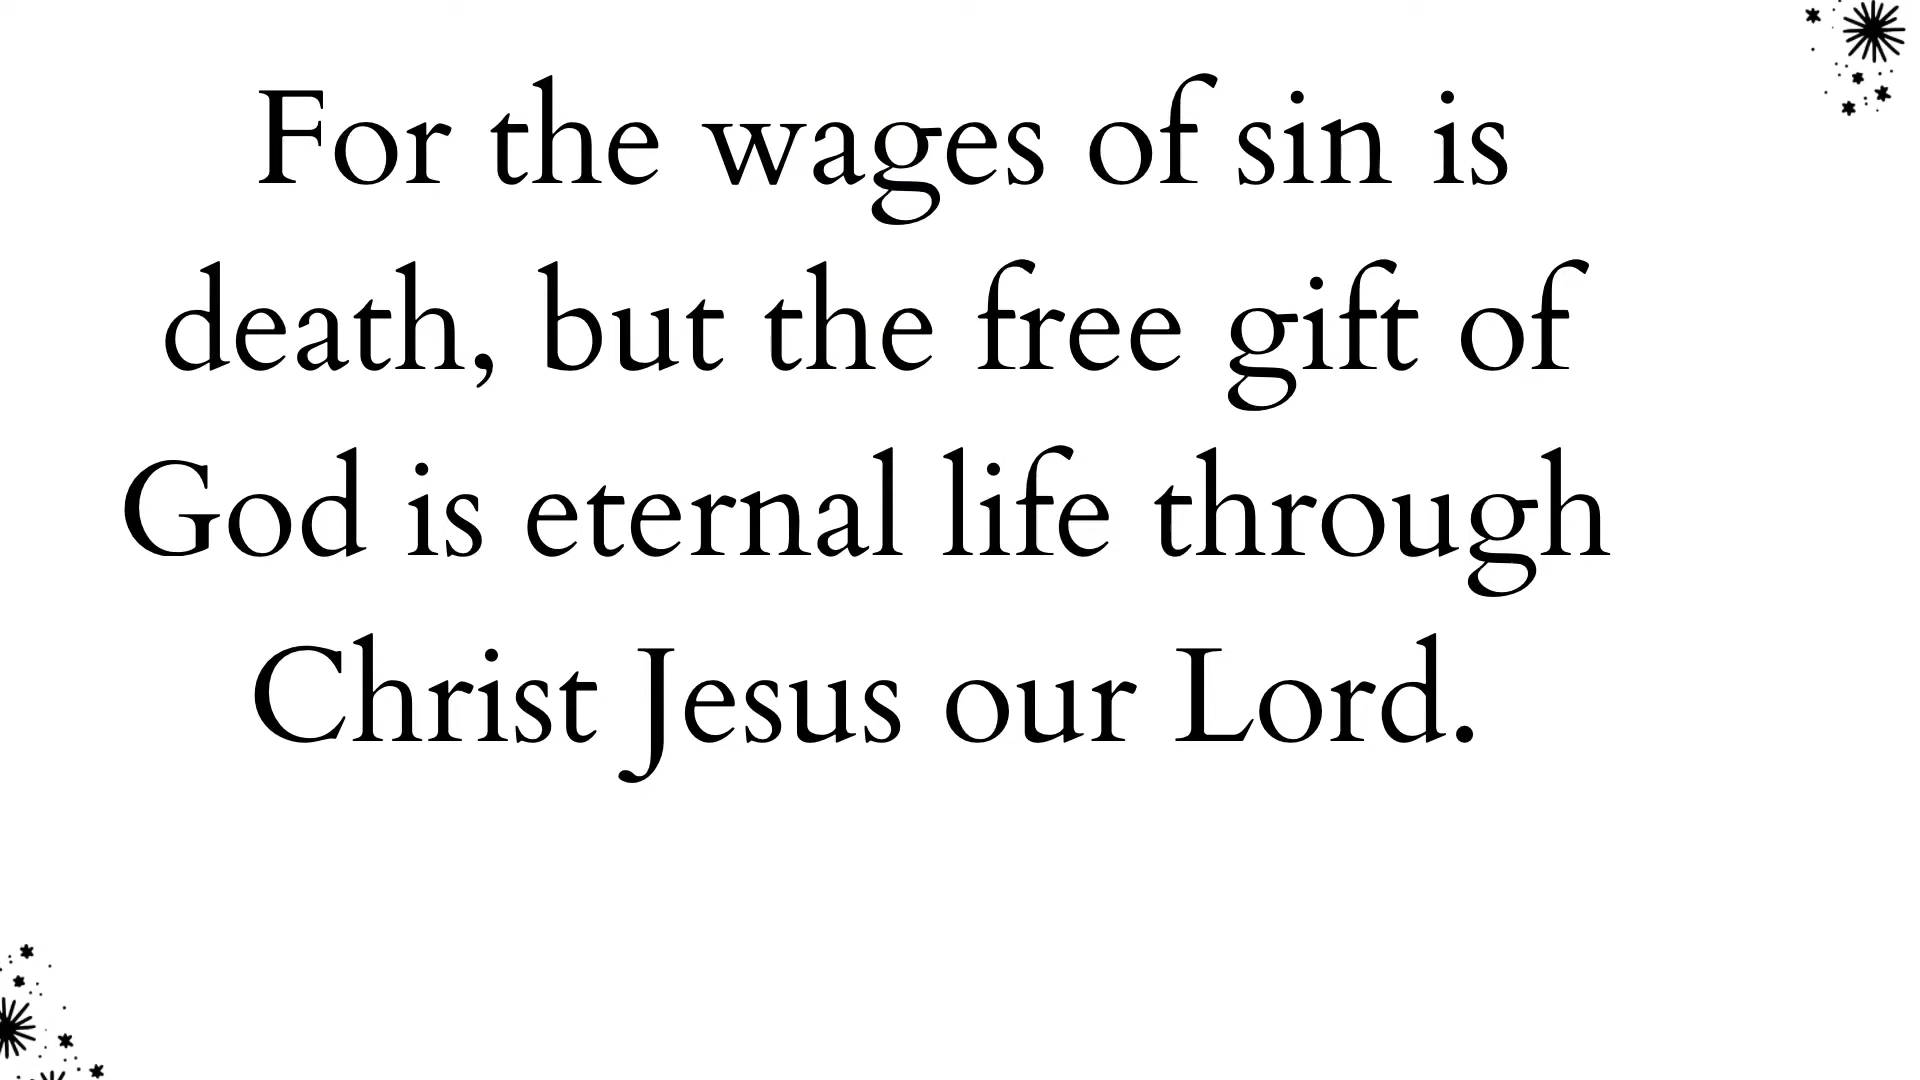 For the wages of sin is
death, but the free gift of
God is eternal life through
Christ Jesus our Lord.